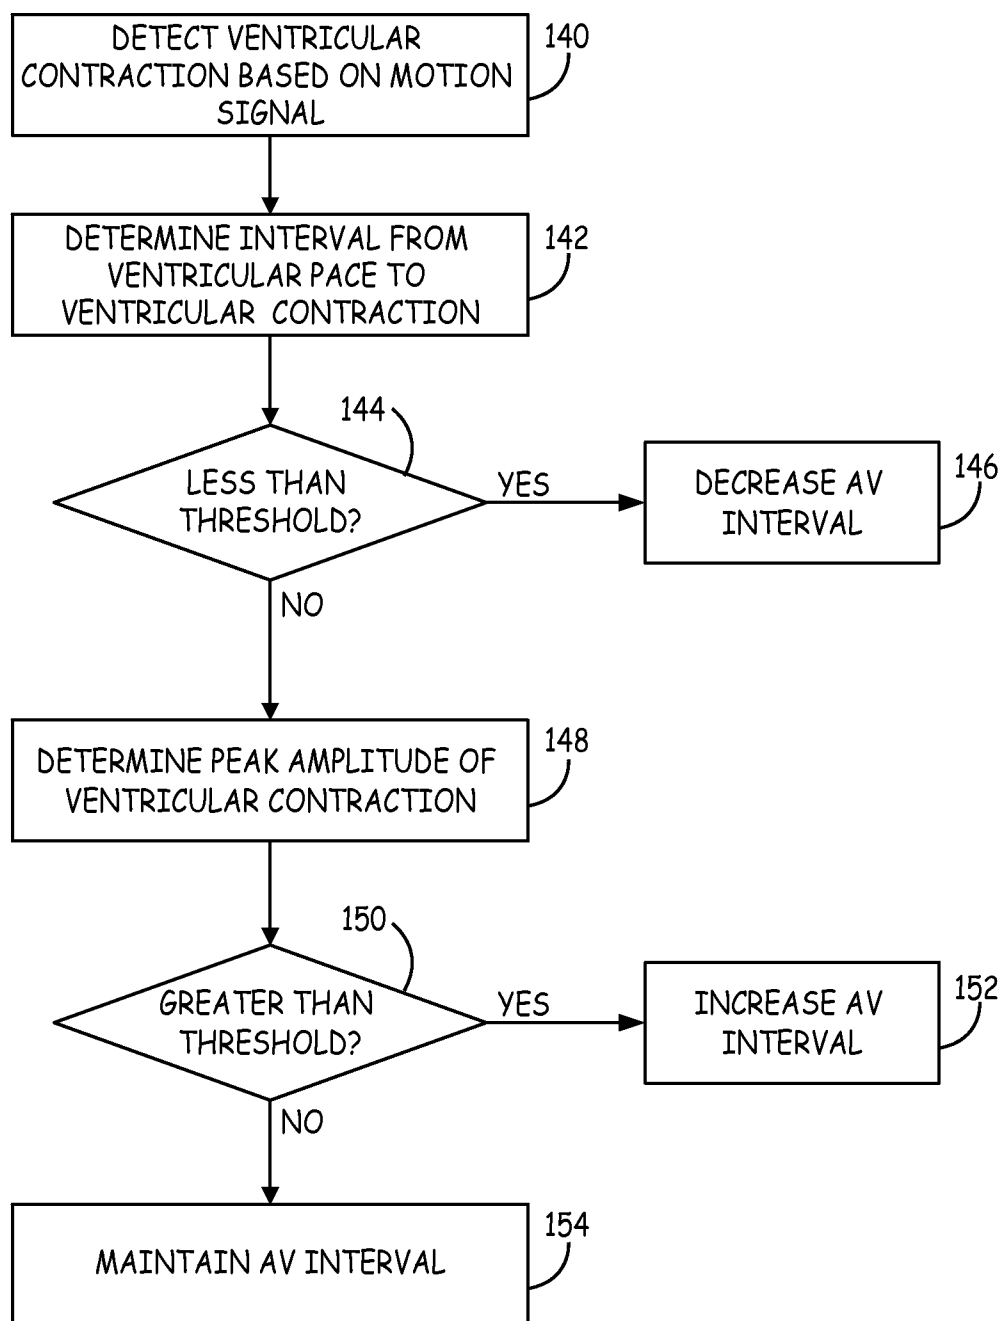 DETECT VENTRICULAR
CONTRACTION BASED ON MOTION
SIGNAL
140
DETERMINE INTERVAL FROM
VENTRICULAR PACE TO
VENTRICULAR CONTRACTION
142
144
LESS THAN
THRESHOLD?
YES
DECREASE AV
INTERVAL
146
NO
DETERMINE PEAK AMPLITUDE OF
VENTRICULAR CONTRACTION
148
150
GREATER THAN
THRESHOLD?
YES
INCREASE AV
INTERVAL
152
NO
MAINTAIN AV INTERVAL
154